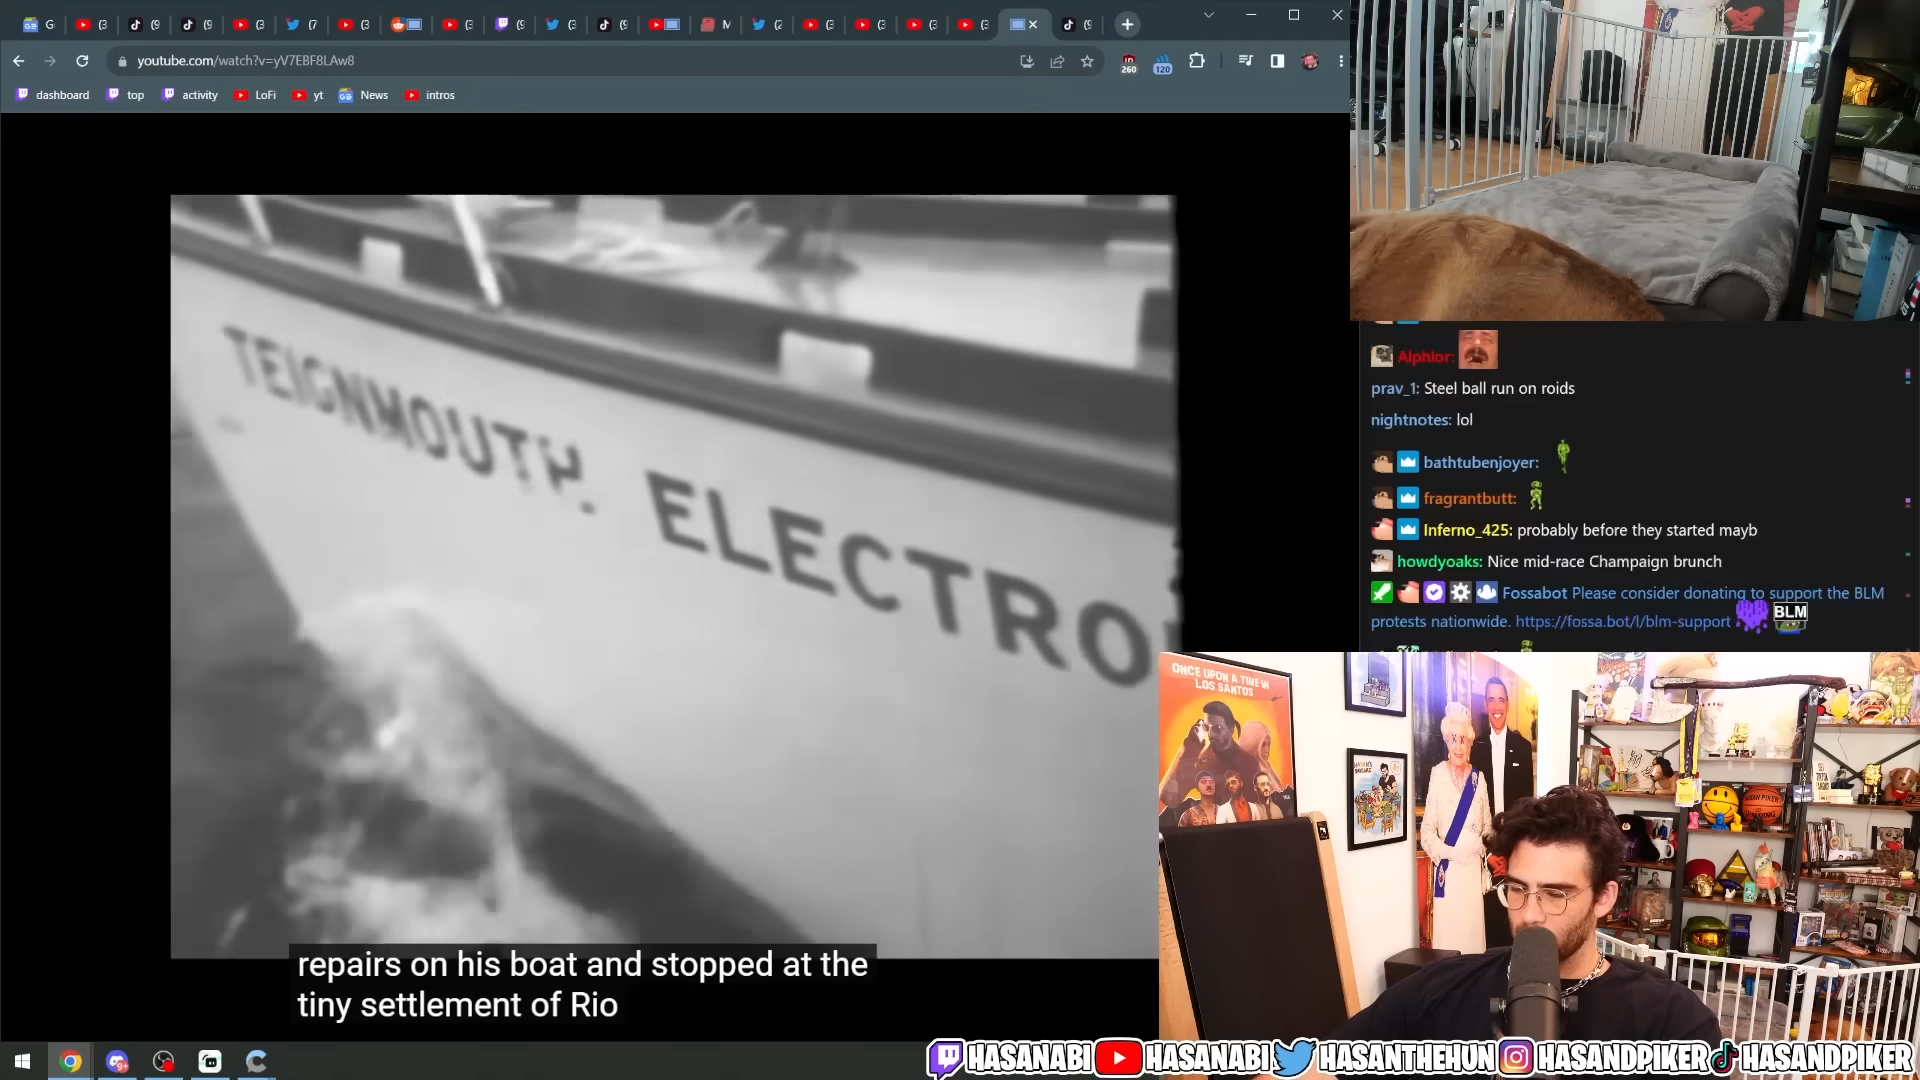 youtube.com/watch?v=yV7EBF8LAw8
260
120
dashboard
top
activity
LoFi
yt
News
intros
TEIGNMOUTH. ELECTRO
repairs on his boat and stopped at the
tiny settlement of Rio
Alphlor:
prav_1: Steel ball run on roids
nightnotes: lol
bathtubenjoyer:
fragrantbutt:
Inferno_425: probably before they started mayb
howdyoaks: Nice mid-race Champaign brunch
Fossabot Please consider donating to support the BLM
protests nationwide. https://fossa.bot/l/blm-support BLM
ONCE UPON A TIME IN
LOS SANTOS
HASANABI HASANABI HASANTHEHUN HASANDPIKER HASANDPIKER